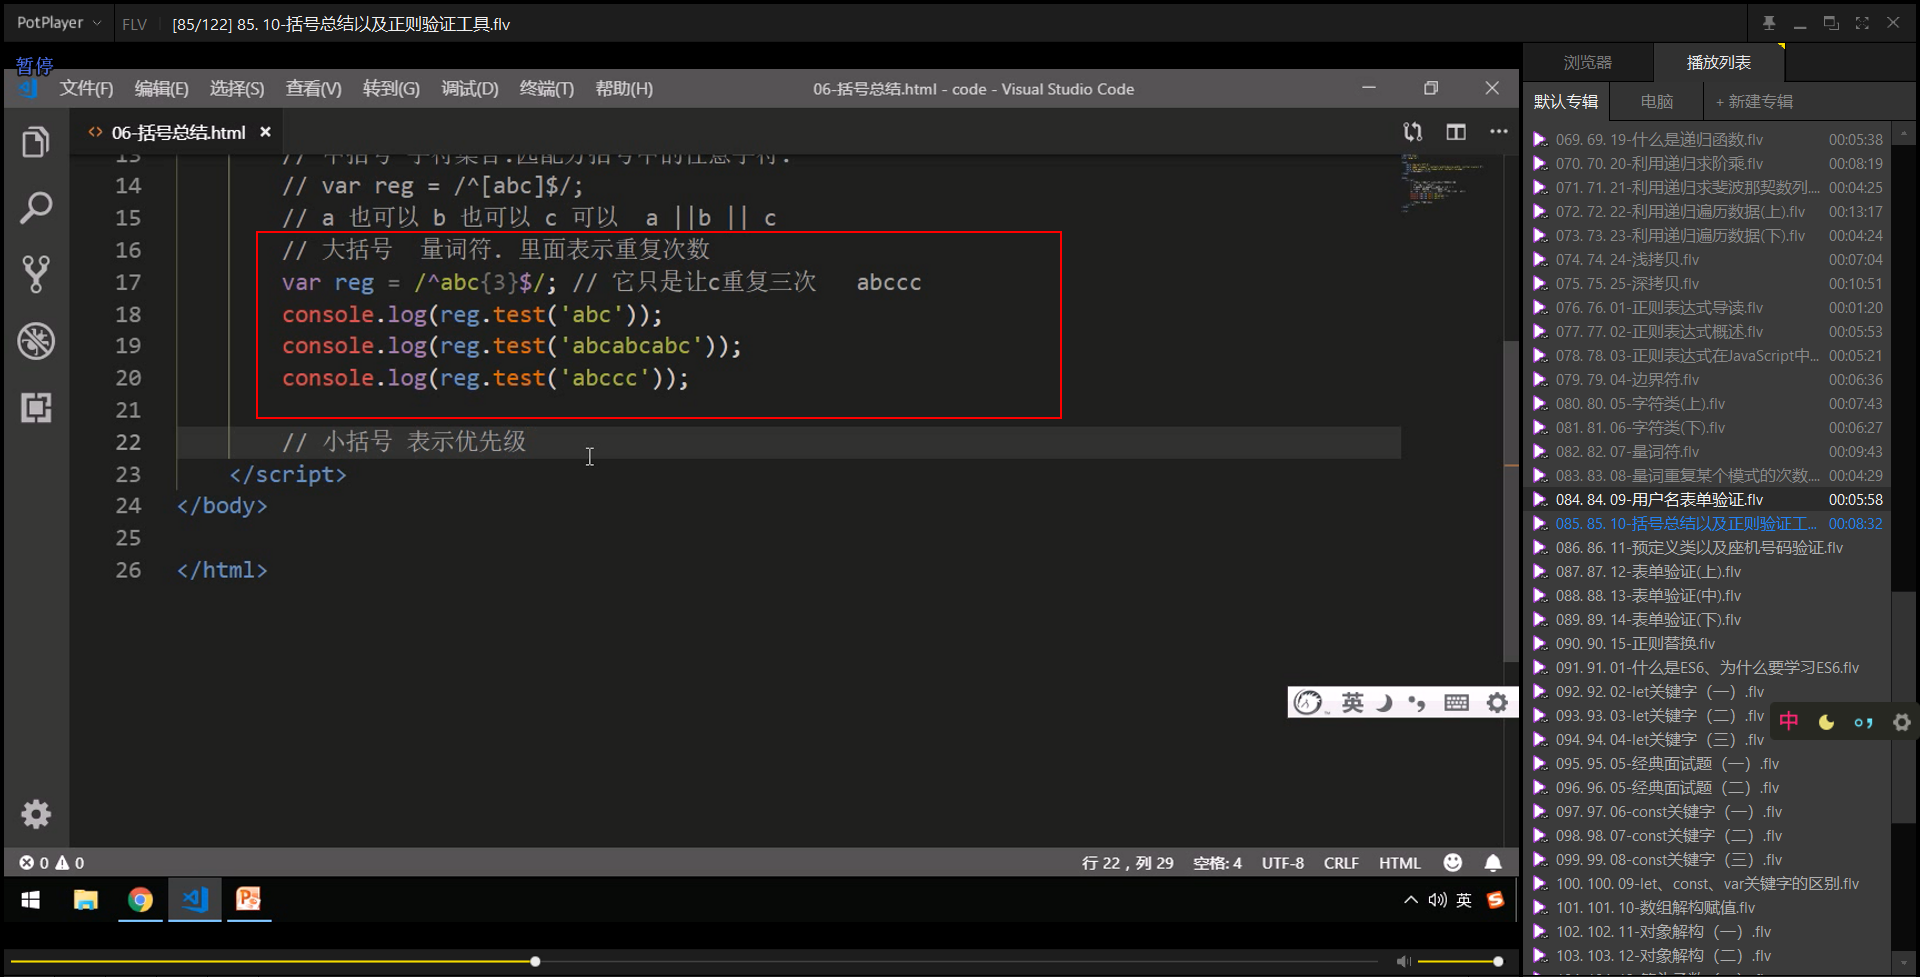 PotPlayer FLV [85/122] 85. 10-括号总结以及正则验证工具.flv
暂停
文件(F) 编辑(E) 选择(S) 查看(V) 转到(G) 调试(D) 终端(T) 帮助(H) 06-括号总结.html - code - Visual Studio Code
06-括号总结.html
13 // 中括号 字符集合.匹配方括号中的任意字符.
14 // var reg = /^[abc]$/;
15 // a 也可以 b 也可以 c 可以 a ||b || c
16 // 大括号 量词符. 里面表示重复次数
17 var reg = /^abc{3}$/; // 它只是让c重复三次 abccc
18 console.log(reg.test('abc'));
19 console.log(reg.test('abcabcabc'));
20 console.log(reg.test('abccc'));
21
22 // 小括号 表示优先级
23 </script>
24 </body>
25
26 </html>
英
0 0 行 22，列 29 空格: 4 UTF-8 CRLF HTML
英
浏览器 播放列表
默认专辑 电脑 + 新建专辑
069. 69. 19-什么是递归函数.flv 00:05:38
070. 70. 20-利用递归求阶乘.flv 00:08:19
071. 71. 21-利用递归求斐波那契数列.... 00:04:25
072. 72. 22-利用递归遍历数据(上).flv 00:13:17
073. 73. 23-利用递归遍历数据(下).flv 00:04:24
074. 74. 24-浅拷贝.flv 00:07:04
075. 75. 25-深拷贝.flv 00:10:51
076. 76. 01-正则表达式导读.flv 00:01:20
077. 77. 02-正则表达式概述.flv 00:05:53
078. 78. 03-正则表达式在JavaScript中... 00:05:21
079. 79. 04-边界符.flv 00:06:36
080. 80. 05-字符类(上).flv 00:07:43
081. 81. 06-字符类(下).flv 00:06:27
082. 82. 07-量词符.flv 00:09:43
083. 83. 08-量词重复某个模式的次数.... 00:04:29
084. 84. 09-用户名表单验证.flv 00:05:58
085. 85. 10-括号总结以及正则验证工... 00:08:32
086. 86. 11-预定义类以及座机号码验证.flv
087. 87. 12-表单验证(上).flv
088. 88. 13-表单验证(中).flv
089. 89. 14-表单验证(下).flv
090. 90. 15-正则替换.flv
091. 91. 01-什么是ES6、为什么要学习ES6.flv
092. 92. 02-let关键字（一）.flv
093. 93. 03-let关键字（二）.flv
中
094. 94. 04-let关键字（三）.flv
095. 95. 05-经典面试题（一）.flv
096. 96. 05-经典面试题（二）.flv
097. 97. 06-const关键字（一）.flv
098. 98. 07-const关键字（二）.flv
099. 99. 08-const关键字（三）.flv
100. 100. 09-let、const、var关键字的区别.flv
101. 101. 10-数组解构赋值.flv
102. 102. 11-对象解构（一）.flv
103. 103. 12-对象解构（二）.flv